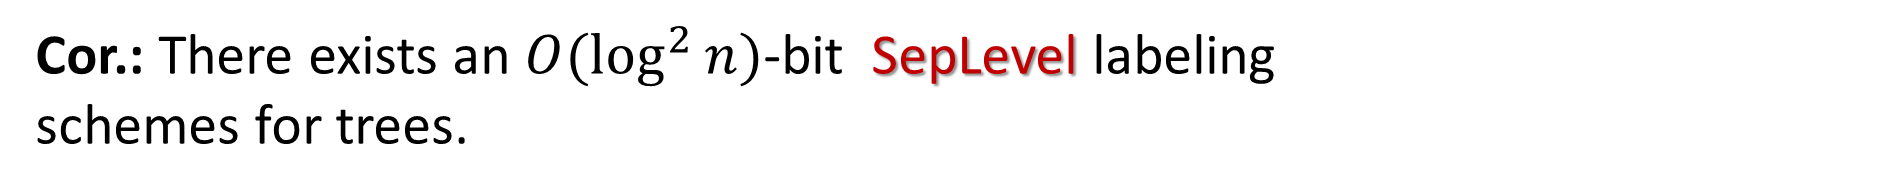 Cor.: There exists an 𝑂(log² 𝑛)-bit SepLevel labeling
schemes for trees.